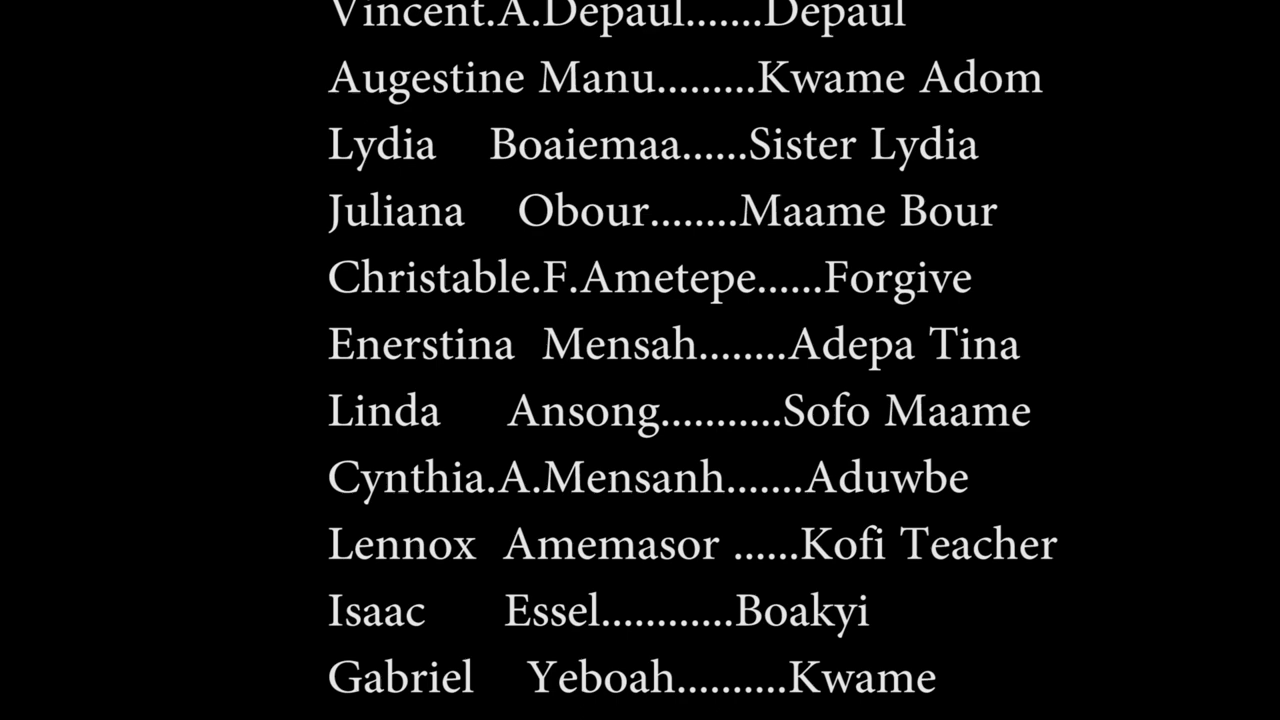 Vincent.A.Depaul.......Depaul
Augestine Manu.........Kwame Adom
Lydia Boaiemaa......Sister Lydia
Juliana Obour........Maame Bour
Christable.F.Ametepe......Forgive
Enerstina Mensah........Adepa Tina
Linda Ansong...........Sofo Maame
Cynthia.A.Mensanh.......Aduwbe
Lennox Amemasor ......Kofi Teacher
Isaac Essel............Boakyi
Gabriel Yeboah..........Kwame